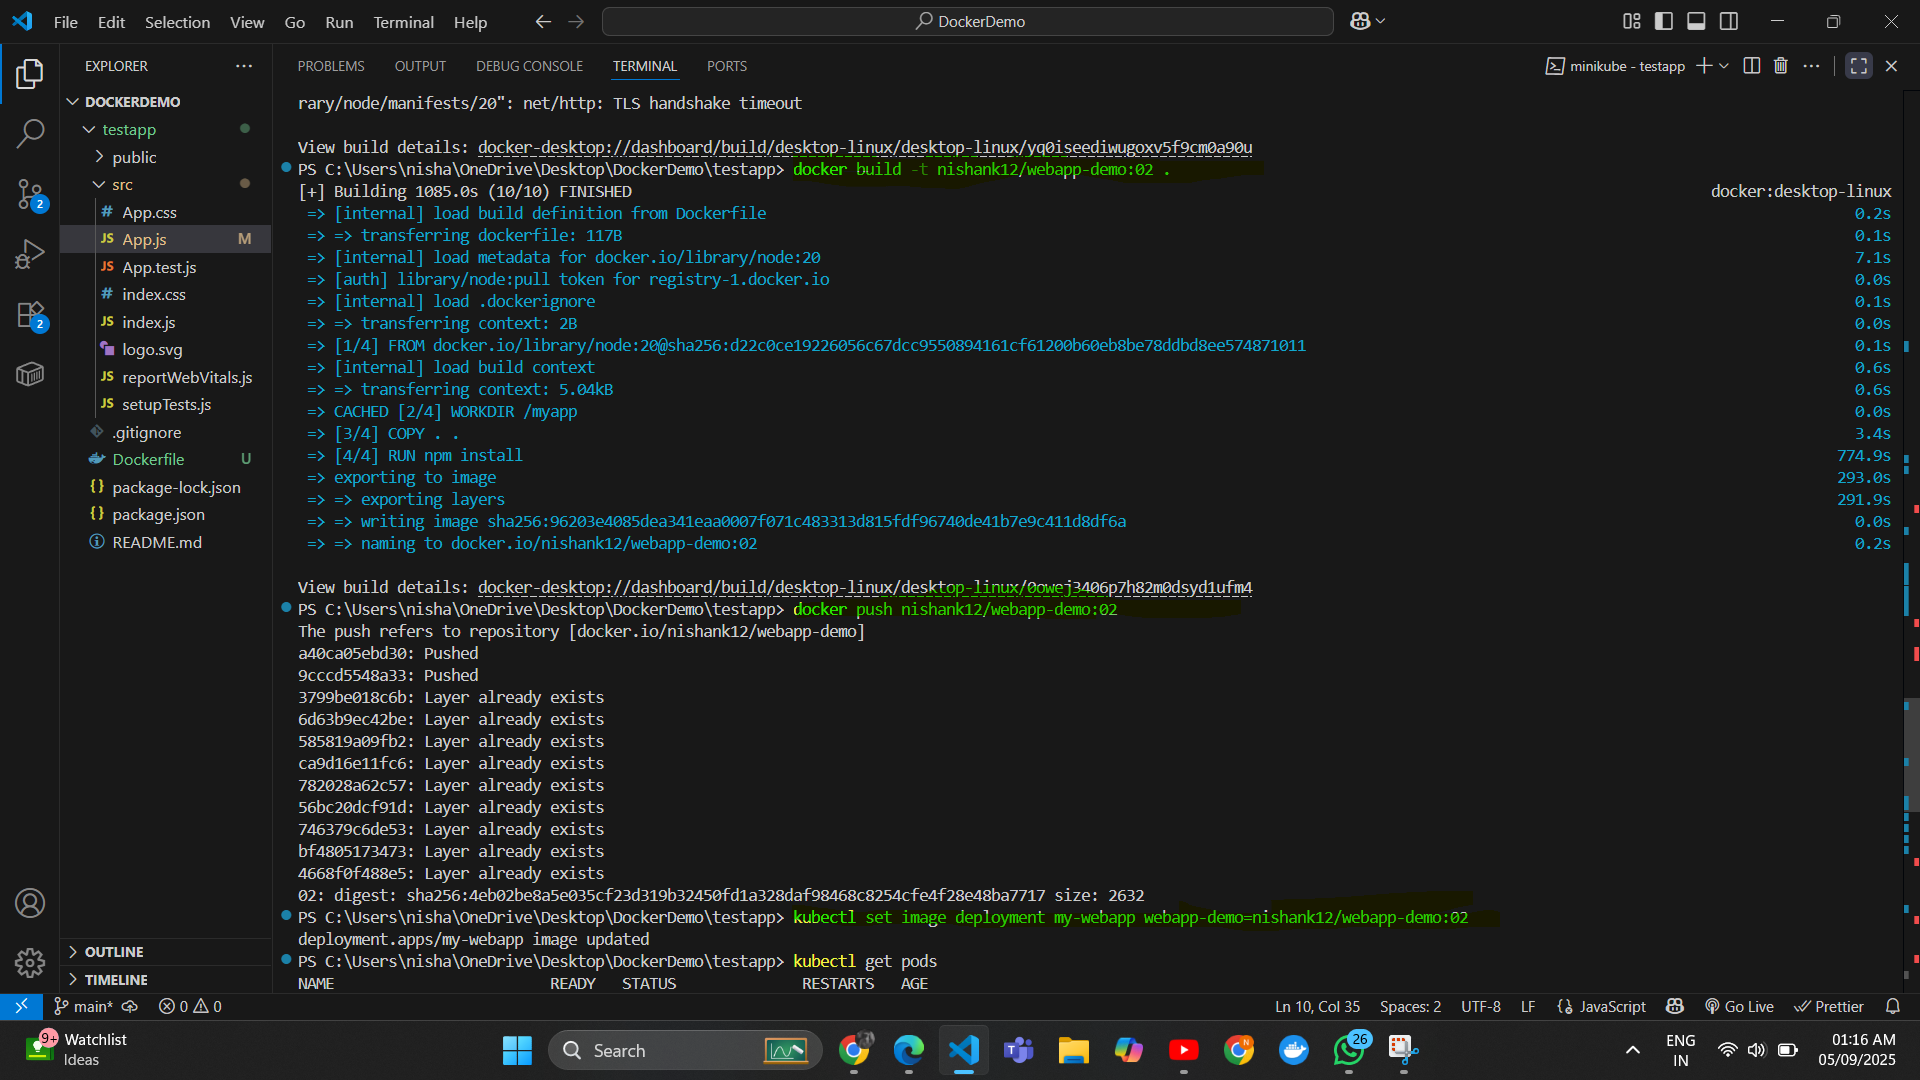 File Edit Selection View Go Run Terminal Help
DockerDemo
EXPLORER
PROBLEMS OUTPUT DEBUG CONSOLE TERMINAL PORTS
minikube - testapp
DOCKERDEMO
testapp
public
src
App.css
App.js M
App.test.js
index.css
index.js
logo.svg
reportWebVitals.js
setupTests.js
.gitignore
Dockerfile U
package-lock.json
package.json
README.md
OUTLINE
TIMELINE
2
2
rary/node/manifests/20": net/http: TLS handshake timeout
View build details: docker-desktop://dashboard/build/desktop-linux/desktop-linux/yq0iseediwugoxv5f9cm0a90u
PS C:\Users\nisha\OneDrive\Desktop\DockerDemo\testapp> docker build -t nishank12/webapp-demo:02 .
[+] Building 1085.0s (10/10) FINISHED docker:desktop-linux
=> [internal] load build definition from Dockerfile 0.2s
=> => transferring dockerfile: 117B 0.1s
=> [internal] load metadata for docker.io/library/node:20 7.1s
=> [auth] library/node:pull token for registry-1.docker.io 0.0s
=> [internal] load .dockerignore 0.1s
=> => transferring context: 2B 0.0s
=> [1/4] FROM docker.io/library/node:20@sha256:d22c0ce19226056c67dcc9550894161cf61200b60eb8be78ddbd8ee574871011 0.1s
=> [internal] load build context 0.6s
=> => transferring context: 5.04kB 0.6s
=> CACHED [2/4] WORKDIR /myapp 0.0s
=> [3/4] COPY . . 3.4s
=> [4/4] RUN npm install 774.9s
=> exporting to image 293.0s
=> => exporting layers 291.9s
=> => writing image sha256:96203e4085dea341eaa0007f071c483313d815fdf96740de41b7e9c411d8df6a 0.0s
=> => naming to docker.io/nishank12/webapp-demo:02 0.2s
View build details: docker-desktop://dashboard/build/desktop-linux/desktop-linux/0owej3406p7h82m0dsyd1ufm4
PS C:\Users\nisha\OneDrive\Desktop\DockerDemo\testapp> docker push nishank12/webapp-demo:02
The push refers to repository [docker.io/nishank12/webapp-demo]
a40ca05ebd30: Pushed
9cccd5548a33: Pushed
3799be018c6b: Layer already exists
6d63b9ec42be: Layer already exists
585819a09fb2: Layer already exists
ca9d16e11fc6: Layer already exists
782028a62c57: Layer already exists
56bc20dcf91d: Layer already exists
746379c6de53: Layer already exists
bf4805173473: Layer already exists
4668f0f488e5: Layer already exists
02: digest: sha256:4eb02be8a5e035cf23d319b32450fd1a328daf98468c8254cfe4f28e48ba7717 size: 2632
PS C:\Users\nisha\OneDrive\Desktop\DockerDemo\testapp> kubectl set image deployment my-webapp webapp-demo=nishank12/webapp-demo:02
deployment.apps/my-webapp image updated
PS C:\Users\nisha\OneDrive\Desktop\DockerDemo\testapp> kubectl get pods
NAME READY STATUS RESTARTS AGE
main* 0 0 Ln 10, Col 35 Spaces: 2 UTF-8 LF JavaScript Go Live Prettier
9+ Watchlist
Ideas
Search
26
ENG
IN
01:16 AM
05/09/2025